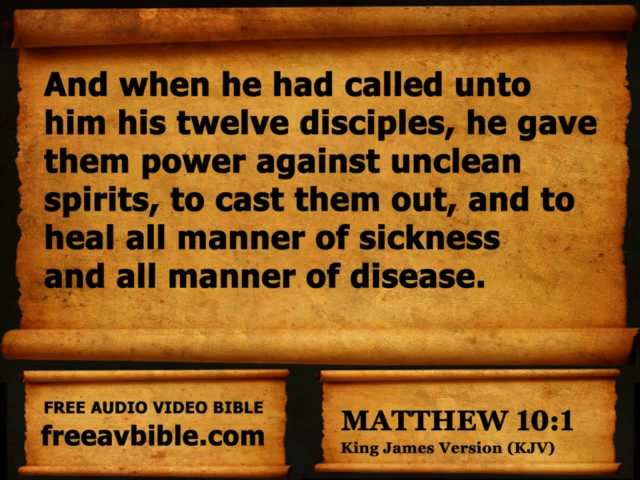 And when he had called unto
him his twelve disciples, he gave
them power against unclean
spirits, to cast them out, and to
heal all manner of sickness
and all manner of disease.
FREE AUDIO VIDEO BIBLE
freeavbible.com
MATTHEW 10:1
King James Version (KJV)